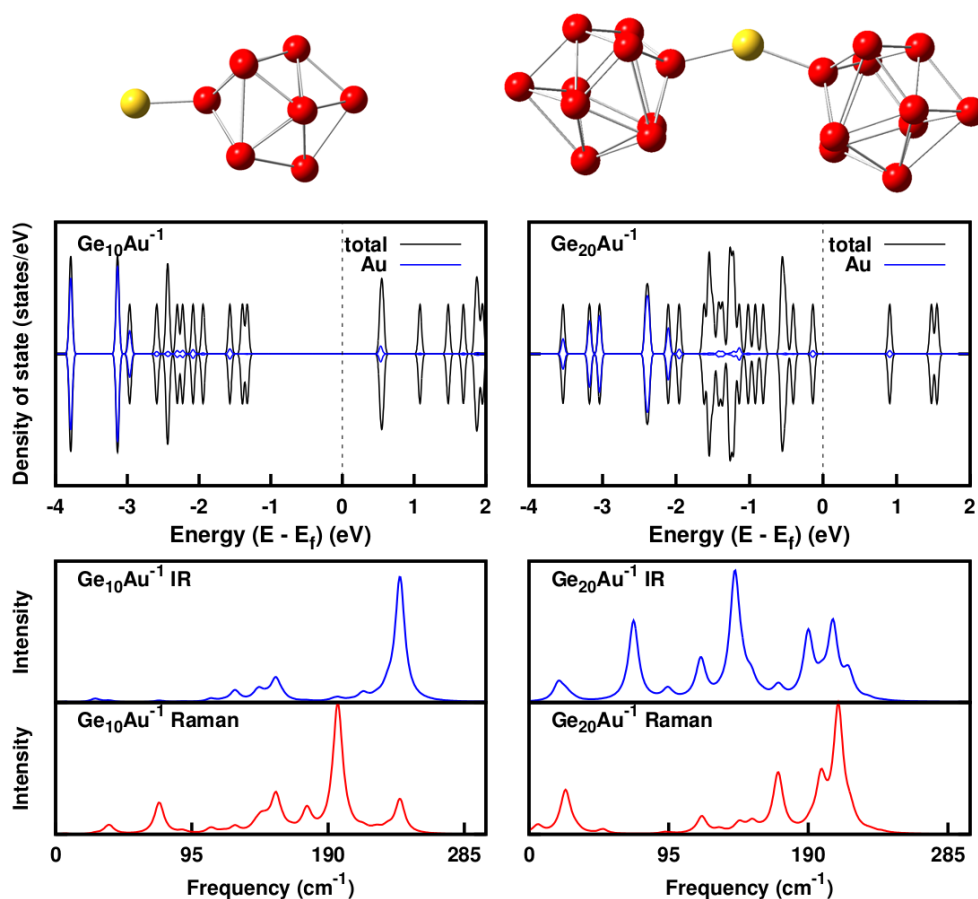 Ge₁₀Au⁻¹
total
Au
Density of state (states/eV)
-4 -3 -2 -1 0 1 2
Energy (E - E_f) (eV)
Ge₂₀Au⁻¹
total
Au
-4 -3 -2 -1 0 1 2
Energy (E - E_f) (eV)
Ge₁₀Au⁻¹ IR
Intensity
Ge₁₀Au⁻¹ Raman
Intensity
0 95 190 285
Frequency (cm⁻¹)
Ge₂₀Au⁻¹ IR
Ge₂₀Au⁻¹ Raman
0 95 190 285
Frequency (cm⁻¹)